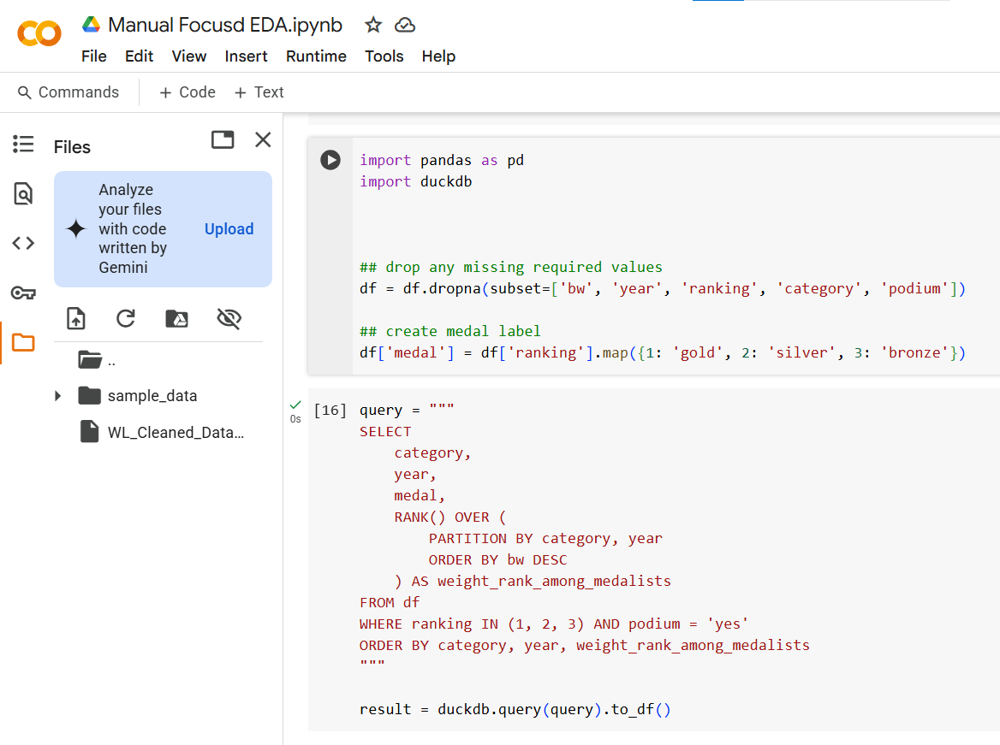 Manual Focusd EDA.ipynb
File Edit View Insert Runtime Tools Help
Commands + Code + Text
Files
Analyze
your files
with code
written by
Gemini
Upload
..
sample_data
WL_Cleaned_Data...
import pandas as pd
import duckdb
## drop any missing required values
df = df.dropna(subset=['bw', 'year', 'ranking', 'category', 'podium'])
## create medal label
df['medal'] = df['ranking'].map({1: 'gold', 2: 'silver', 3: 'bronze'})
0s
[16] query = """
SELECT
category,
year,
medal,
RANK() OVER (
PARTITION BY category, year
ORDER BY bw DESC
) AS weight_rank_among_medalists
FROM df
WHERE ranking IN (1, 2, 3) AND podium = 'yes'
ORDER BY category, year, weight_rank_among_medalists
"""
result = duckdb.query(query).to_df()